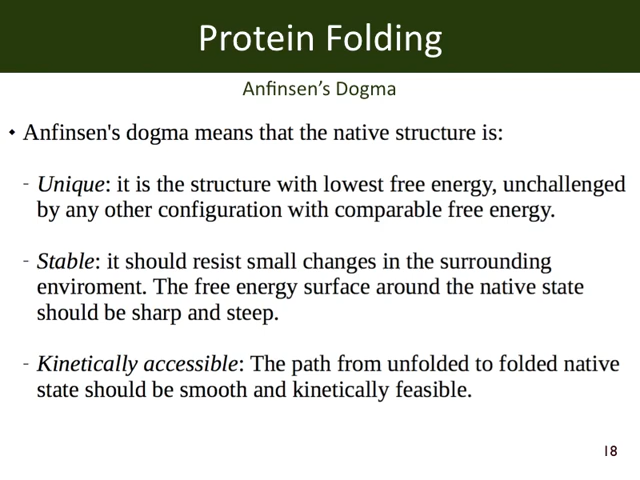 Protein Folding
Anfinsen’s Dogma
• Anfinsen's dogma means that the native structure is:
- Unique: it is the structure with lowest free energy, unchallenged
by any other configuration with comparable free energy.
- Stable: it should resist small changes in the surrounding
enviroment. The free energy surface around the native state
should be sharp and steep.
- Kinetically accessible: The path from unfolded to folded native
state should be smooth and kinetically feasible.
18